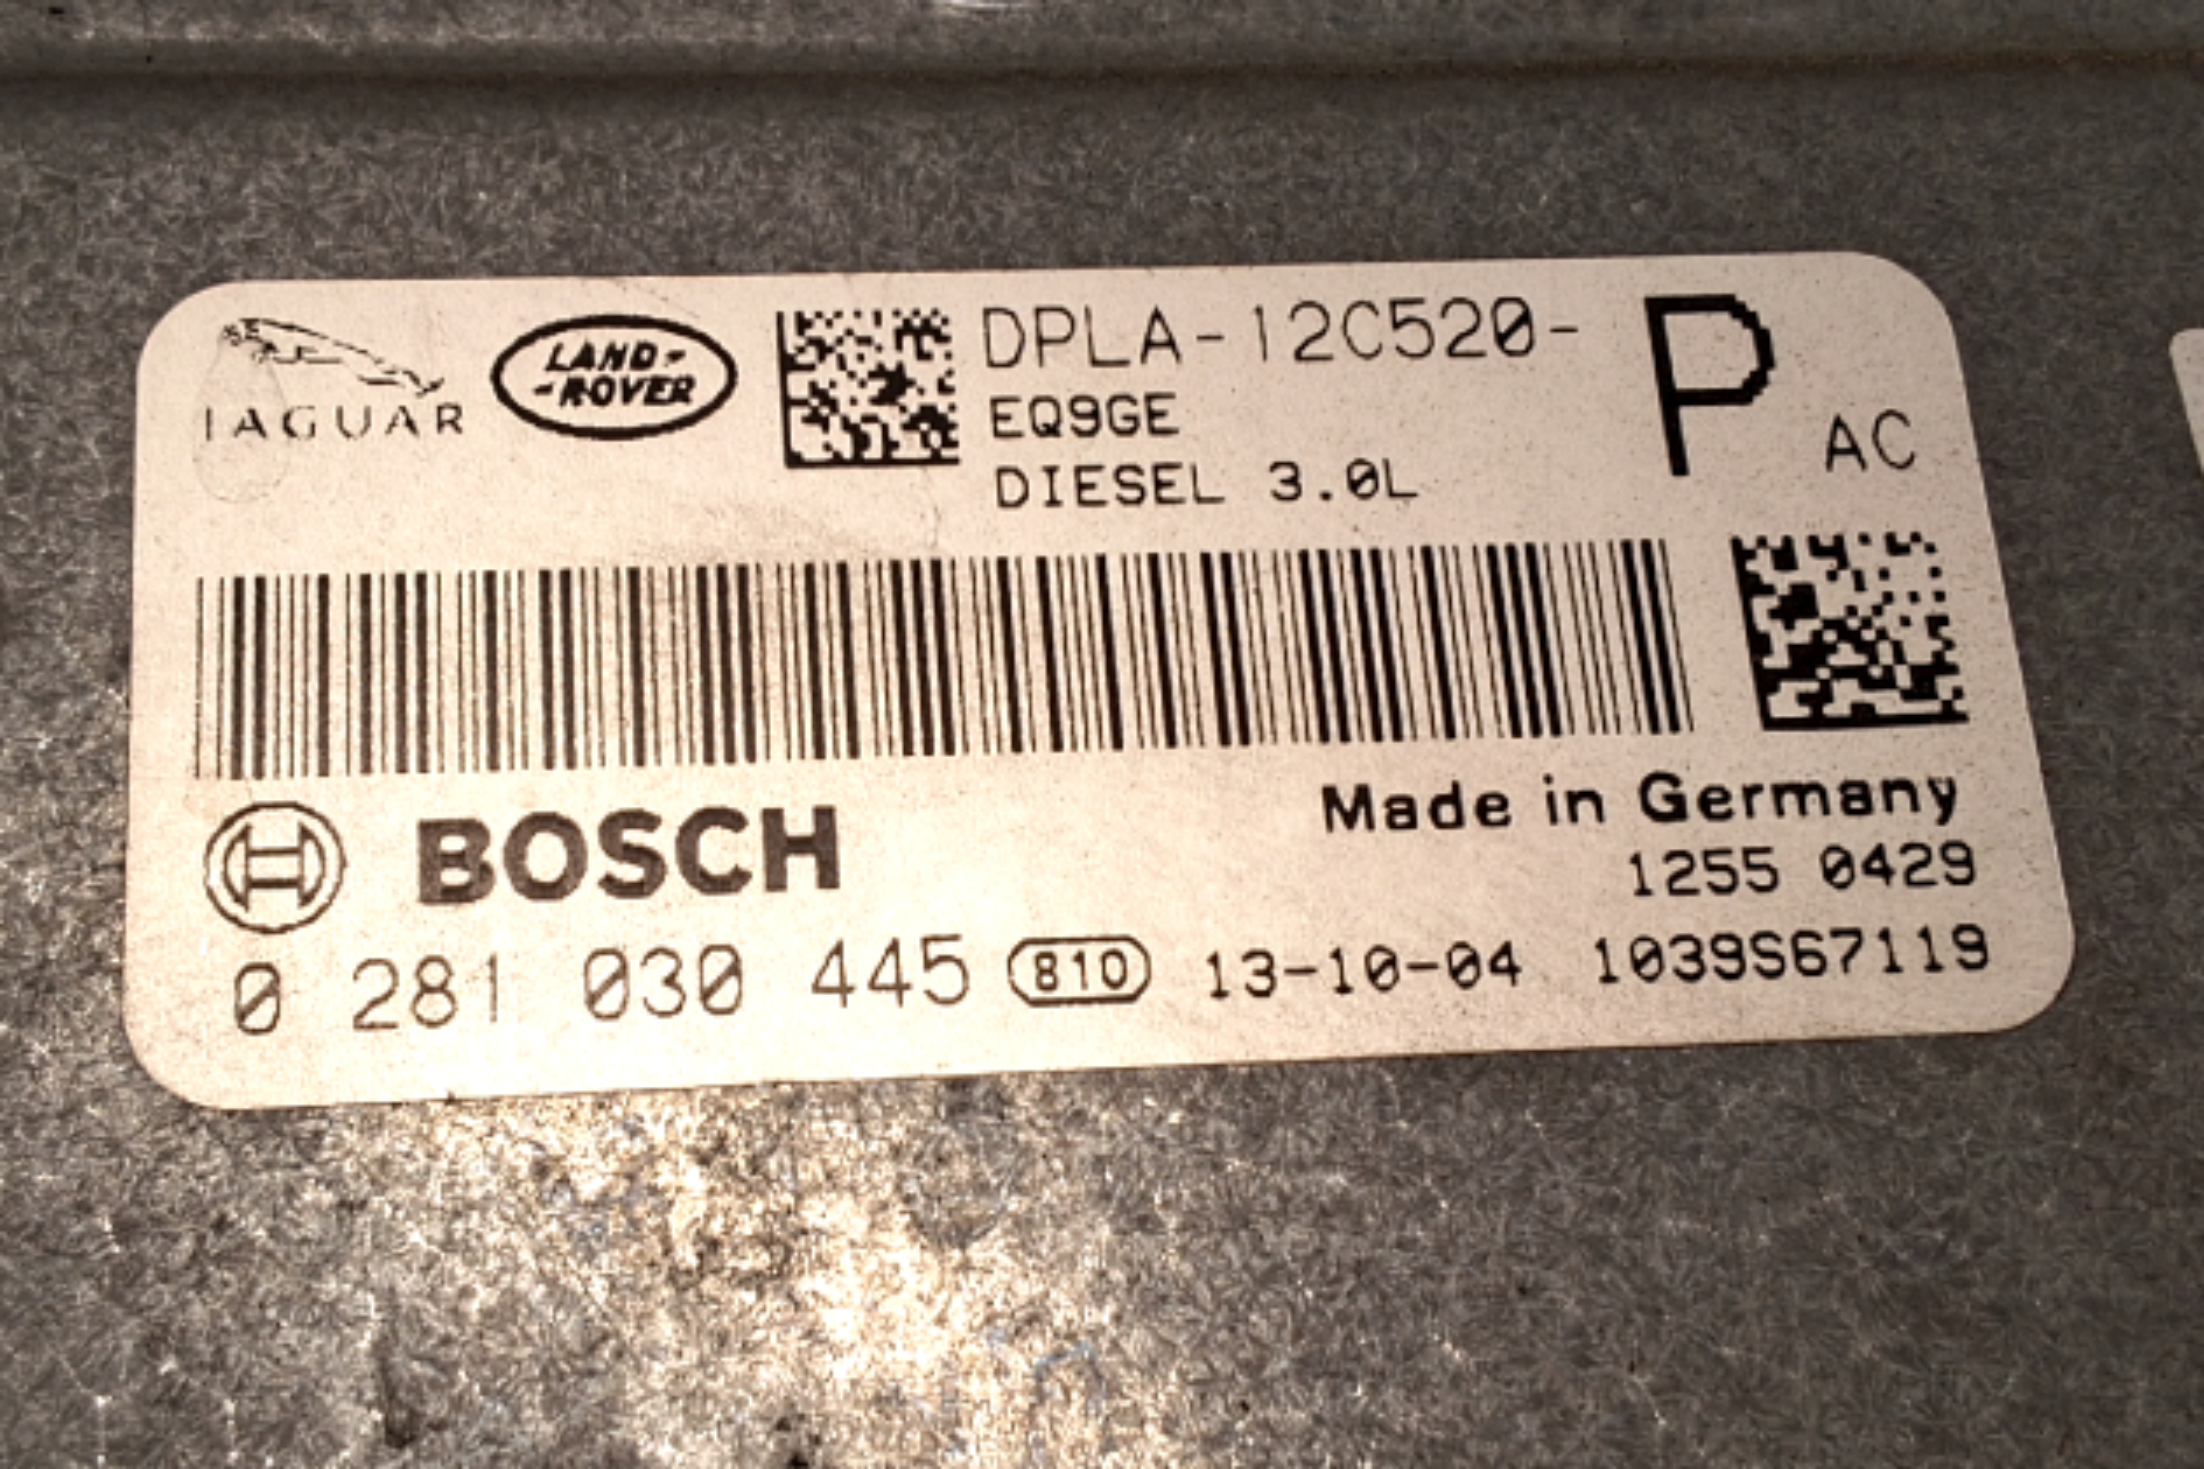 JAGUAR
LAND-
-ROVER
DPLA-12C520-
P
AC
EQ9GE
DIESEL 3.0L
BOSCH
Made in Germany
1255 0429
0 281 030 445 810 13-10-04 1039S67119